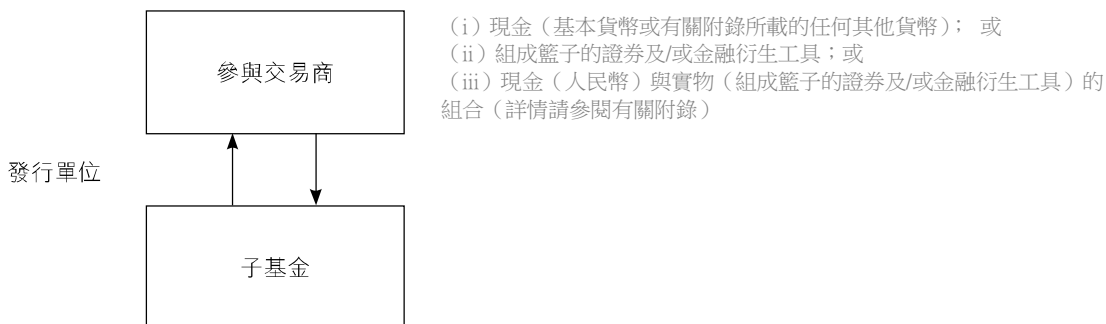 （i）現金（基本貨幣或有關附錄所載的任何其他貨幣）； 或
（ii）組成籃子的證券及/或金融衍生工具；或
（iii）現金（人民幣）與實物（組成籃子的證券及/或金融衍生工具）的
組合（詳情請參閱有關附錄）
參與交易商
發行單位
子基金